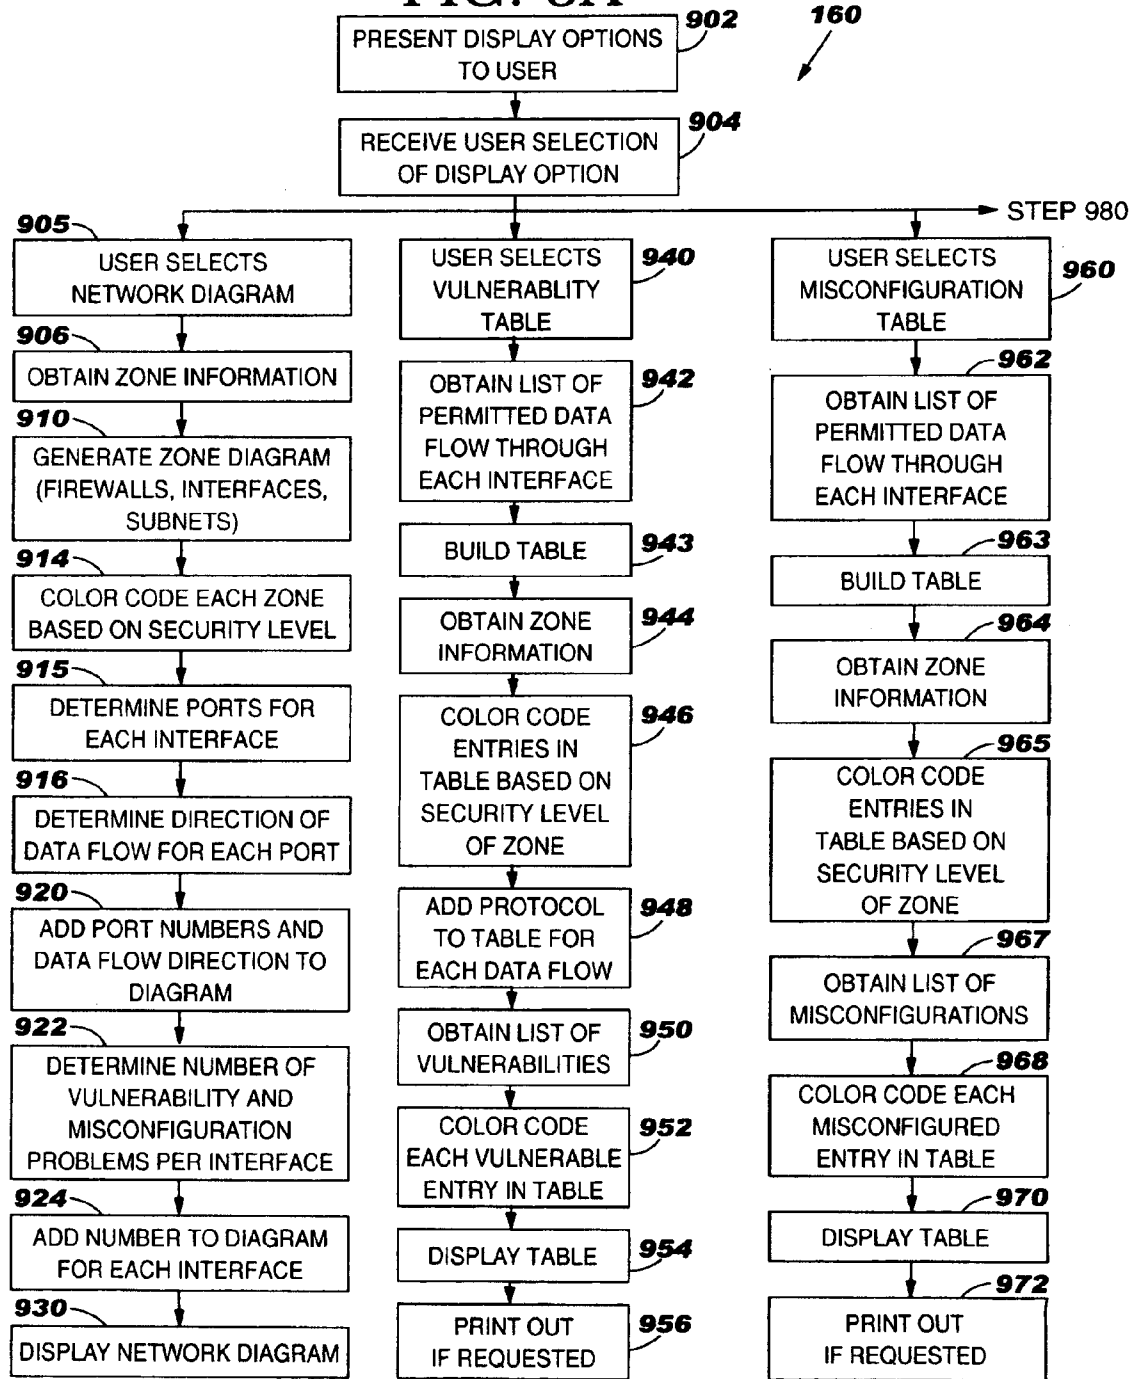 FIG. 8A
902
160
PRESENT DISPLAY OPTIONS
TO USER
904
RECEIVE USER SELECTION
OF DISPLAY OPTION
STEP 980
905
USER SELECTS
NETWORK DIAGRAM
906
OBTAIN ZONE INFORMATION
910
GENERATE ZONE DIAGRAM
(FIREWALLS, INTERFACES,
SUBNETS)
914
COLOR CODE EACH ZONE
BASED ON SECURITY LEVEL
915
DETERMINE PORTS FOR
EACH INTERFACE
916
DETERMINE DIRECTION OF
DATA FLOW FOR EACH PORT
920
ADD PORT NUMBERS AND
DATA FLOW DIRECTION TO
DIAGRAM
922
DETERMINE NUMBER OF
VULNERABILITY AND
MISCONFIGURATION
PROBLEMS PER INTERFACE
924
ADD NUMBER TO DIAGRAM
FOR EACH INTERFACE
930
DISPLAY NETWORK DIAGRAM
940
USER SELECTS
VULNERABLITY
TABLE
942
OBTAIN LIST OF
PERMITTED DATA
FLOW THROUGH
EACH INTERFACE
943
BUILD TABLE
944
OBTAIN ZONE
INFORMATION
946
COLOR CODE
ENTRIES IN
TABLE BASED ON
SECURITY LEVEL
OF ZONE
948
ADD PROTOCOL
TO TABLE FOR
EACH DATA FLOW
950
OBTAIN LIST OF
VULNERABILITIES
952
COLOR CODE
EACH VULNERABLE
ENTRY IN TABLE
954
DISPLAY TABLE
956
PRINT OUT
IF REQUESTED
960
USER SELECTS
MISCONFIGURATION
TABLE
962
OBTAIN LIST OF
PERMITTED DATA
FLOW THROUGH
EACH INTERFACE
963
BUILD TABLE
964
OBTAIN ZONE
INFORMATION
965
COLOR CODE
ENTRIES IN
TABLE BASED ON
SECURITY LEVEL
OF ZONE
967
OBTAIN LIST OF
MISCONFIGURATIONS
968
COLOR CODE EACH
MISCONFIGURED
ENTRY IN TABLE
970
DISPLAY TABLE
972
PRINT OUT
IF REQUESTED